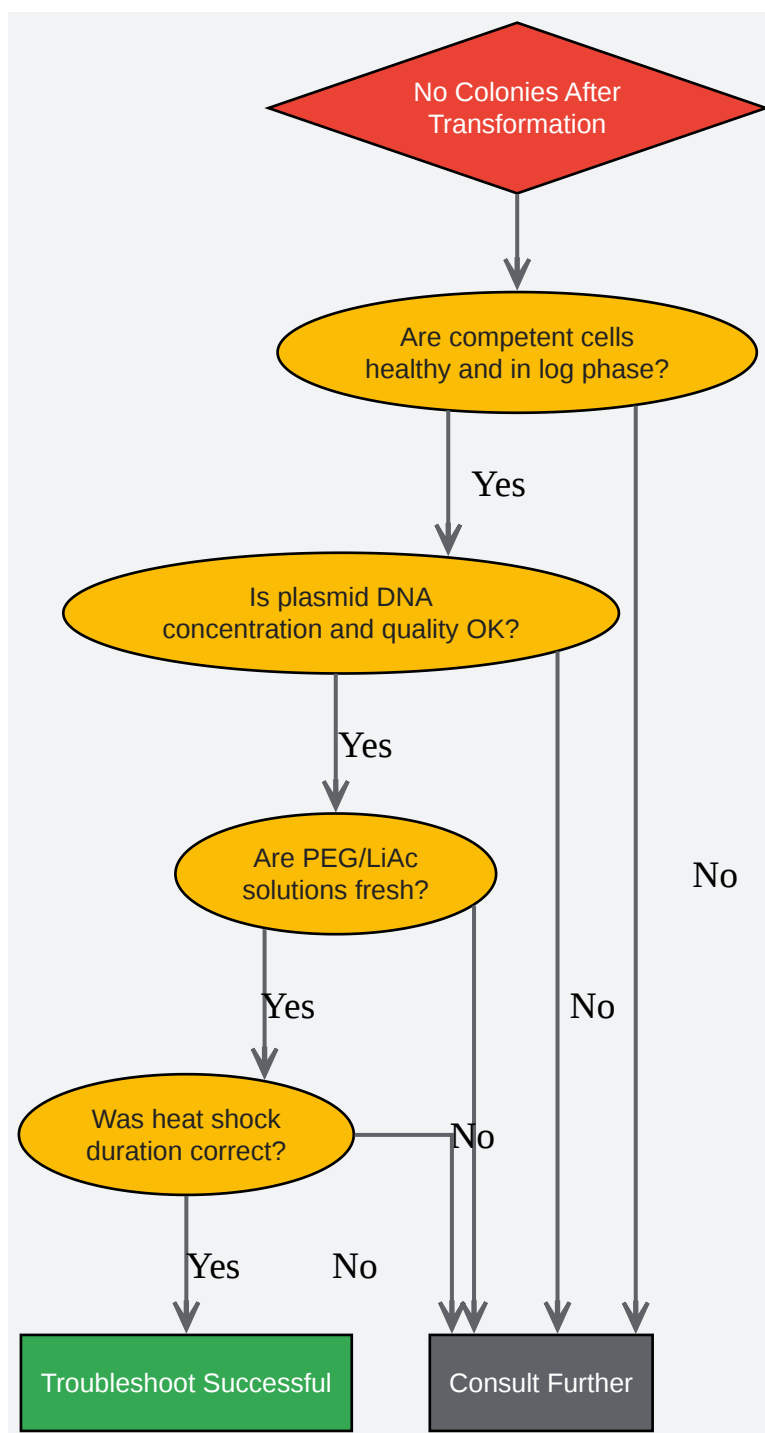 No Colonies After
Transformation
Are competent cells
healthy and in log phase?
Yes
Is plasmid DNA
concentration and quality OK?
Yes
Are PEG/LiAc
solutions fresh?
No
Yes
No
Was heat shock
duration correct?
No
Yes
No
Troubleshoot Successful
Consult Further